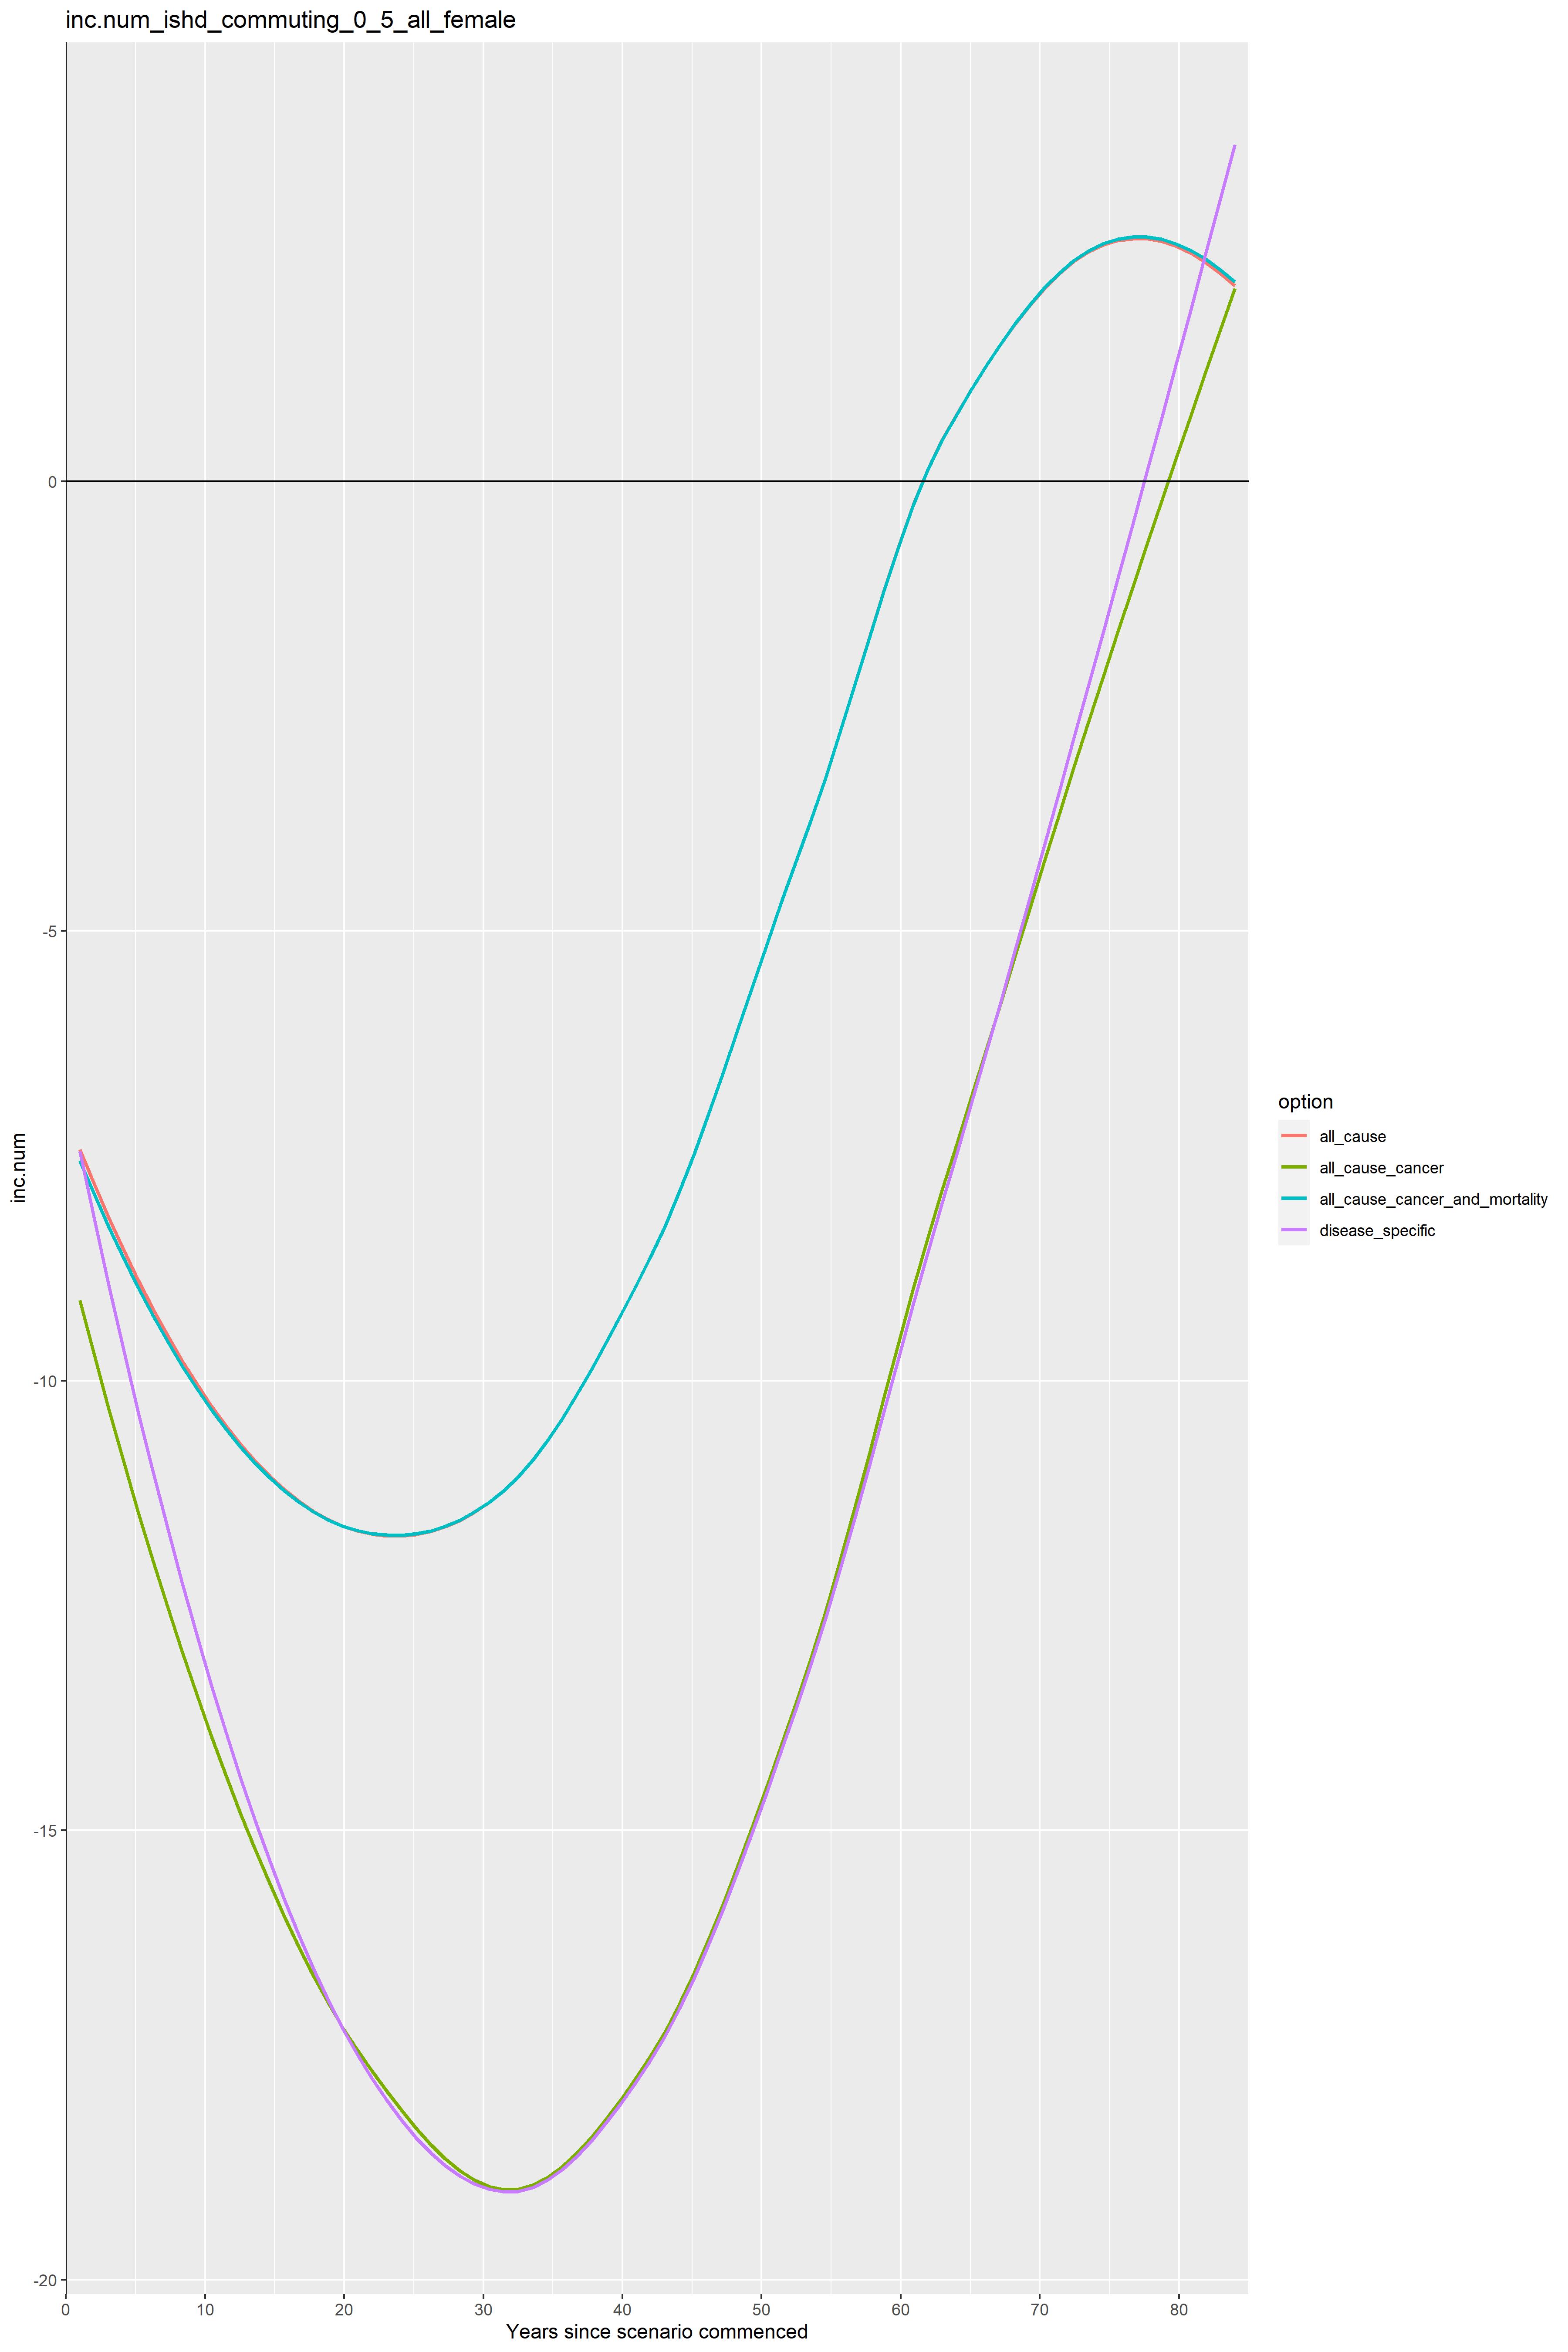 inc.num_ishd_commuting_0_5_all_female
inc.num
0
-5
-10
-15
-20
0 10 20 30 40 50 60 70 80
Years since scenario commenced
option
all_cause
all_cause_cancer
all_cause_cancer_and_mortality
disease_specific